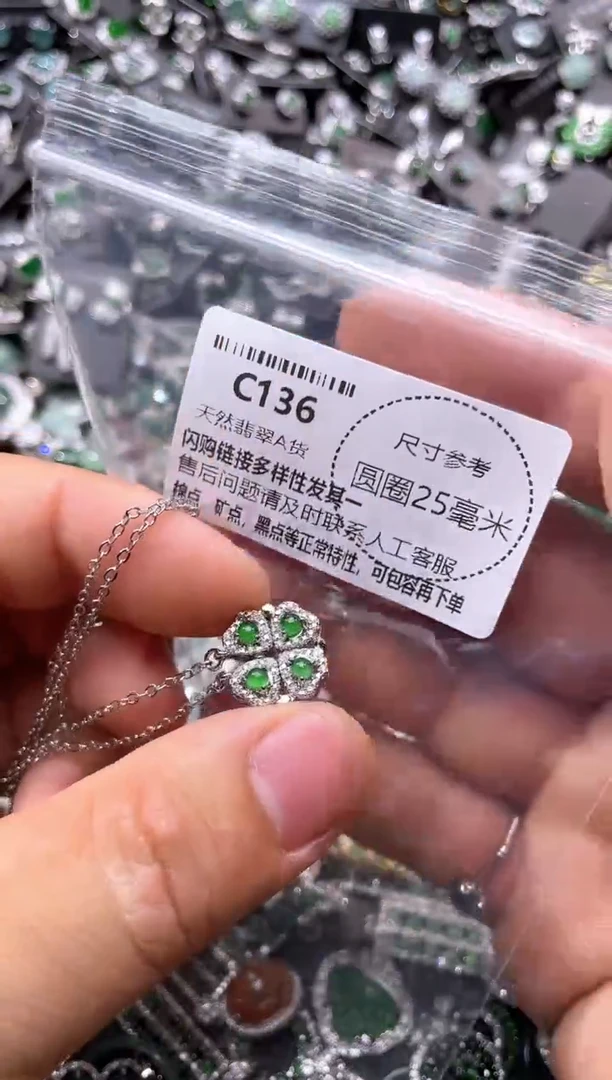 C136
天然翡翠A货
闪购链接多样性发其一
售后问题请及时联系人工客服
棉点，矿点，黑点等正常特性，可包容再下单
尺寸参考
圆圈25毫米